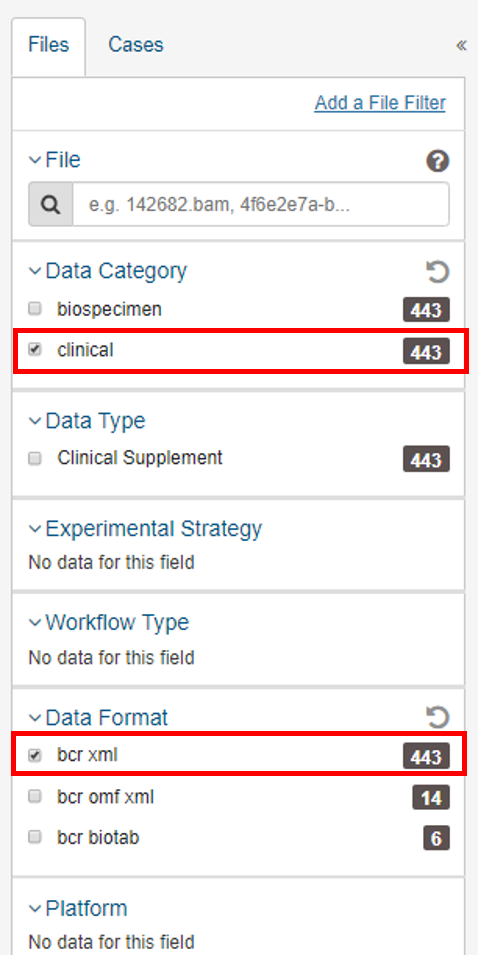 Files Cases «
Add a File Filter
File ?
e.g. 142682.bam, 4f6e2e7a-b...
Data Category
biospecimen 443
clinical 443
Data Type
Clinical Supplement 443
Experimental Strategy
No data for this field
Workflow Type
No data for this field
Data Format
bcr xml 443
bcr omf xml 14
bcr biotab 6
Platform
No data for this field